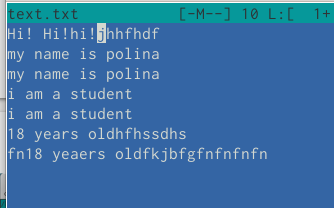 text.txt [-M--] 10 L:[ 1+
Hi! Hi!hi!jhhfhdf
my name is polina
my name is polina
i am a student
i am a student
18 years oldhfhssdhs
fn18 yeaers oldfkjbfgfnfnfnfn